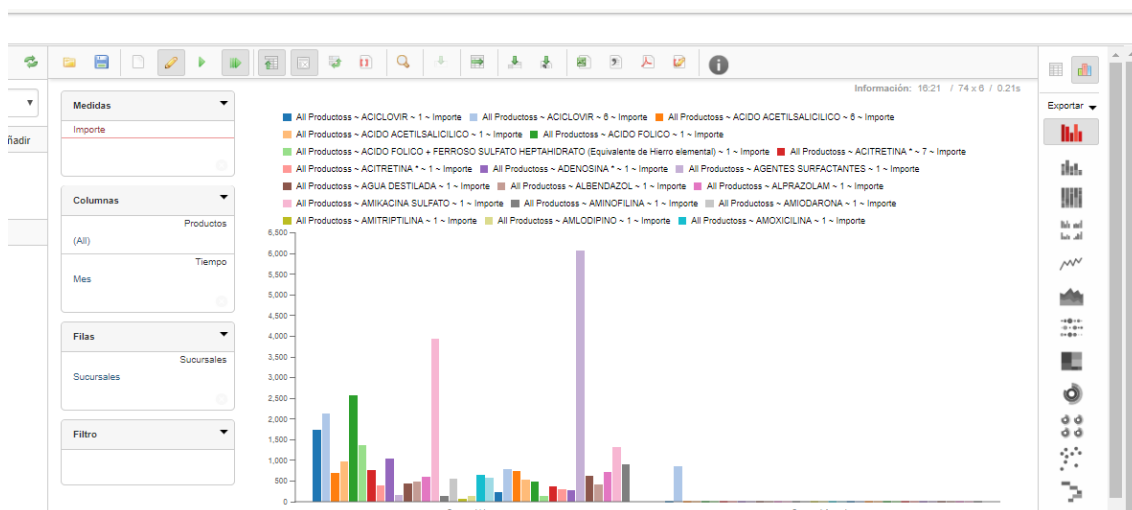 Información: 16:21 / 74 x 6 / 0.21s
ñadir
Medidas
Importe
Columnas
Productos
(All)
Tiempo
Mes
Filas
Sucursales
Sucursales
Filtro
All Productoss ~ ACICLOVIR ~ 1 ~ Importe All Productoss ~ ACICLOVIR ~ 6 ~ Importe All Productoss ~ ACIDO ACETILSALICILICO ~ 6 ~ Importe
All Productoss ~ ACIDO ACETILSALICILICO ~ 1 ~ Importe All Productoss ~ ACIDO FOLICO ~ 1 ~ Importe
All Productoss ~ ACIDO FOLICO + FERROSO SULFATO HEPTAHIDRATO (Equivalente de Hierro elemental) ~ 1 ~ Importe All Productoss ~ ACITRETINA * ~ 7 ~ Importe
All Productoss ~ ACITRETINA * ~ 1 ~ Importe All Productoss ~ ADENOSINA * ~ 1 ~ Importe All Productoss ~ AGENTES SURFACTANTES ~ 1 ~ Importe
All Productoss ~ AGUA DESTILADA ~ 1 ~ Importe All Productoss ~ ALBENDAZOL ~ 1 ~ Importe All Productoss ~ ALPRAZOLAM ~ 1 ~ Importe
All Productoss ~ AMIKACINA SULFATO ~ 1 ~ Importe All Productoss ~ AMINOFILINA ~ 1 ~ Importe All Productoss ~ AMIODARONA ~ 1 ~ Importe
All Productoss ~ AMITRIPTILINA ~ 1 ~ Importe All Productoss ~ AMLODIPINO ~ 1 ~ Importe All Productoss ~ AMOXICILINA ~ 1 ~ Importe
6,500
6,000
5,500
5,000
4,500
4,000
3,500
3,000
2,500
2,000
1,500
1,000
500
0
Exportar